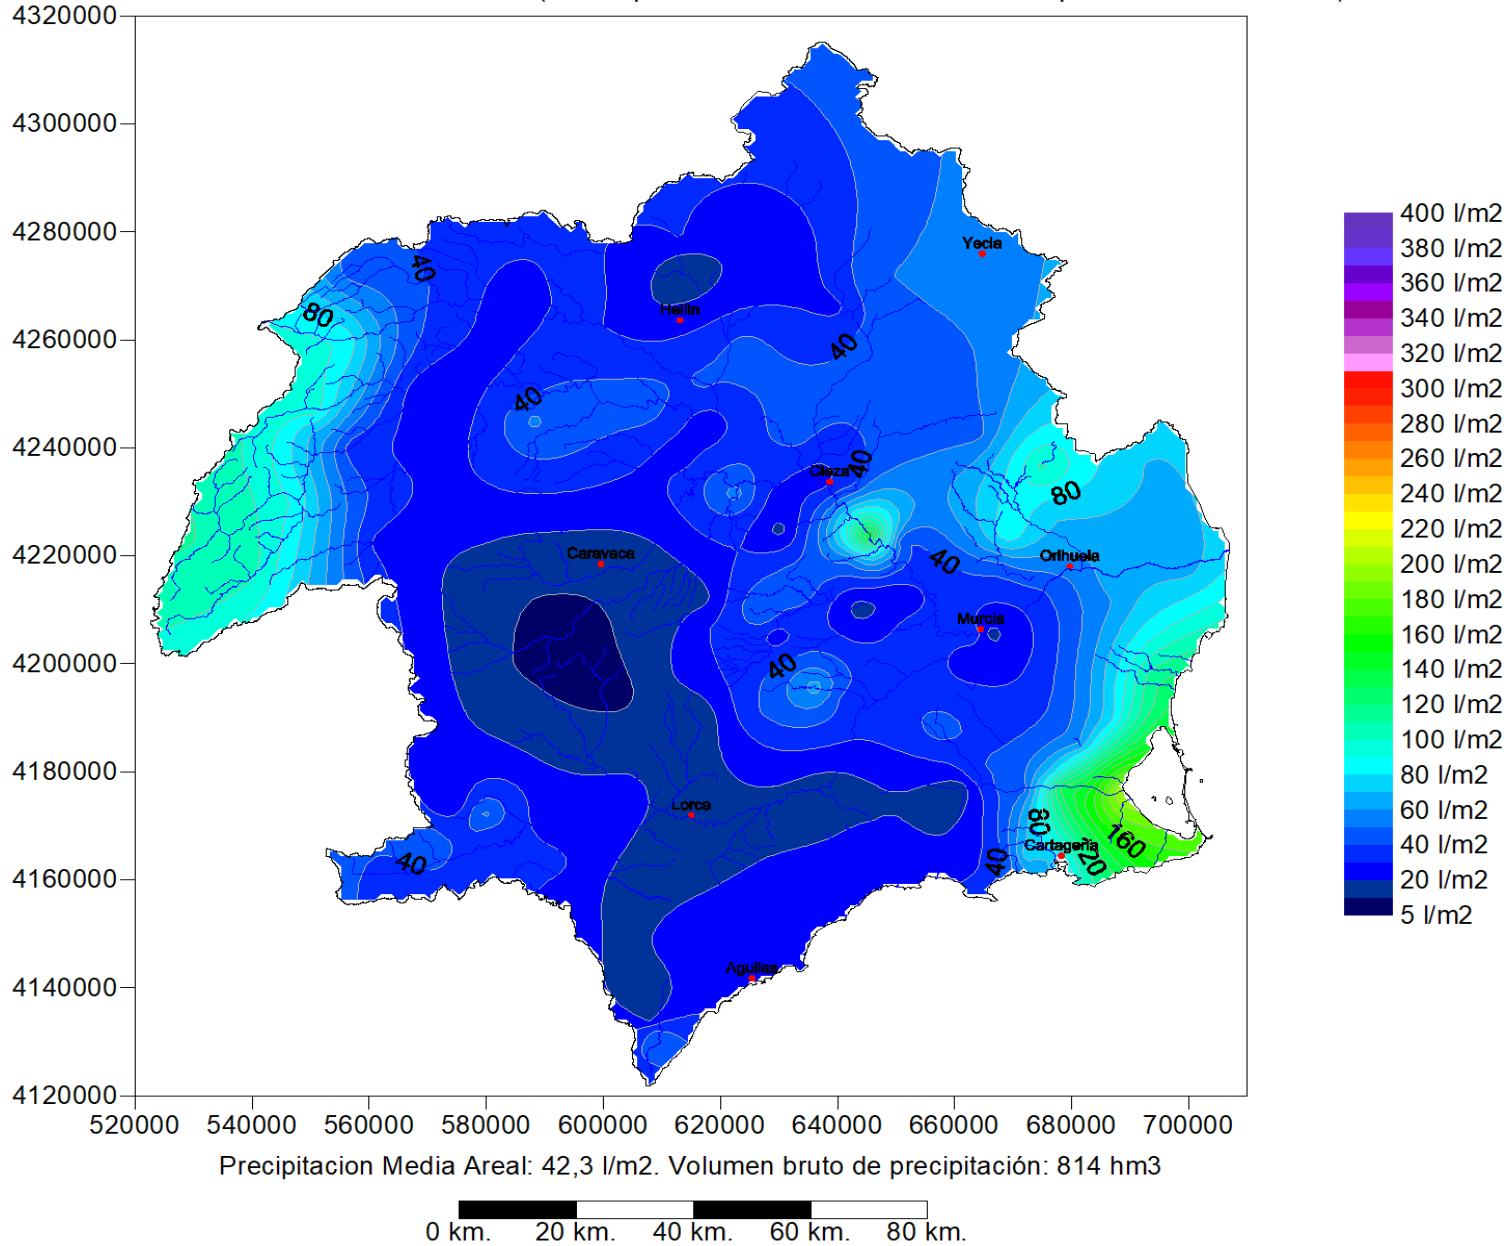 4320000
4300000
4280000
4260000
4240000
4220000
4200000
4180000
4160000
4140000
4120000
520000 540000 560000 580000 600000 620000 640000 660000 680000 700000
Yecla
40
80
Hellin
40
40
Cieza
40
80
Caravaca
40
Orihuela
Murcia
40
Lorca
80
Cartagena
160
120
40
40
Aguilas
400 l/m2
380 l/m2
360 l/m2
340 l/m2
320 l/m2
300 l/m2
280 l/m2
260 l/m2
240 l/m2
220 l/m2
200 l/m2
180 l/m2
160 l/m2
140 l/m2
120 l/m2
100 l/m2
80 l/m2
60 l/m2
40 l/m2
20 l/m2
5 l/m2
Precipitacion Media Areal: 42,3 l/m2. Volumen bruto de precipitación: 814 hm3
0 km. 20 km. 40 km. 60 km. 80 km.